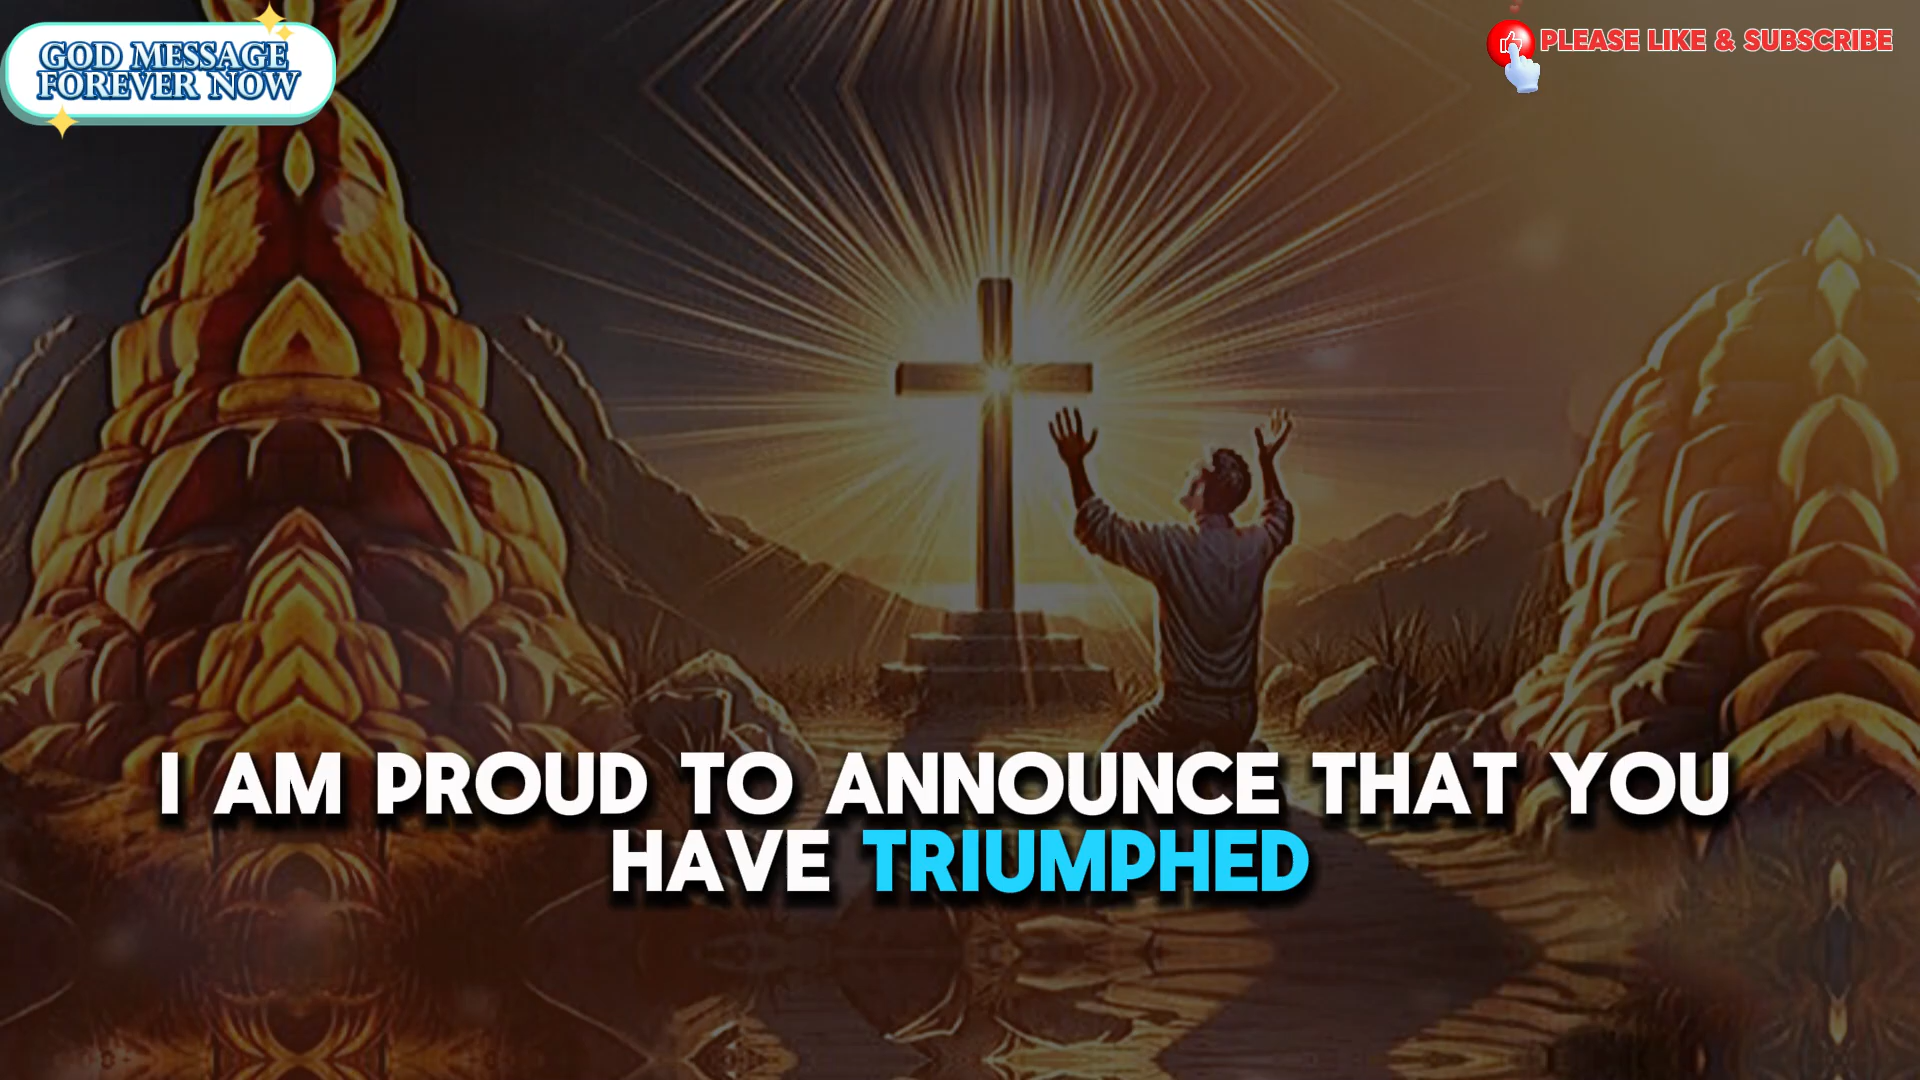 GOD MESSAGE
FOREVER NOW
PLEASE LIKE & SUBSCRIBE
I AM PROUD TO ANNOUNCE THAT YOU
HAVE TRIUMPHED